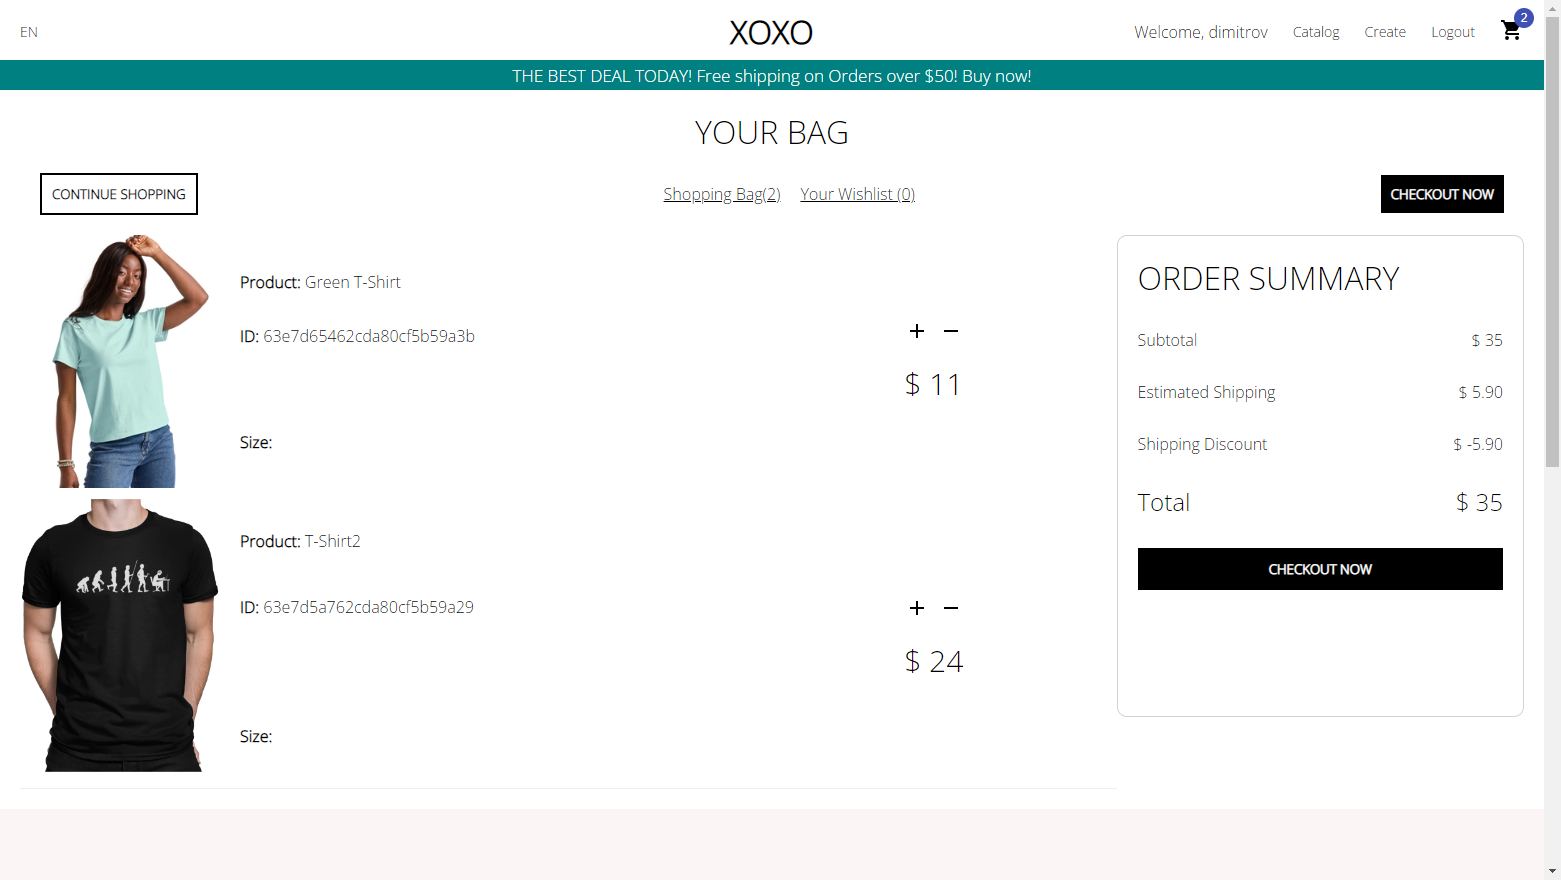 EN
XOXO
Welcome, dimitrov
Catalog
Create
Logout
2
THE BEST DEAL TODAY! Free shipping on Orders over $50! Buy now!
YOUR BAG
CONTINUE SHOPPING
Shopping Bag(2)
Your Wishlist (0)
CHECKOUT NOW
Product: Green T-Shirt
ID: 63e7d65462cda80cf5b59a3b
+ −
$ 11
Size:
Product: T-Shirt2
ID: 63e7d5a762cda80cf5b59a29
+ −
$ 24
Size:
ORDER SUMMARY
Subtotal $ 35
Estimated Shipping $ 5.90
Shipping Discount $ -5.90
Total $ 35
CHECKOUT NOW